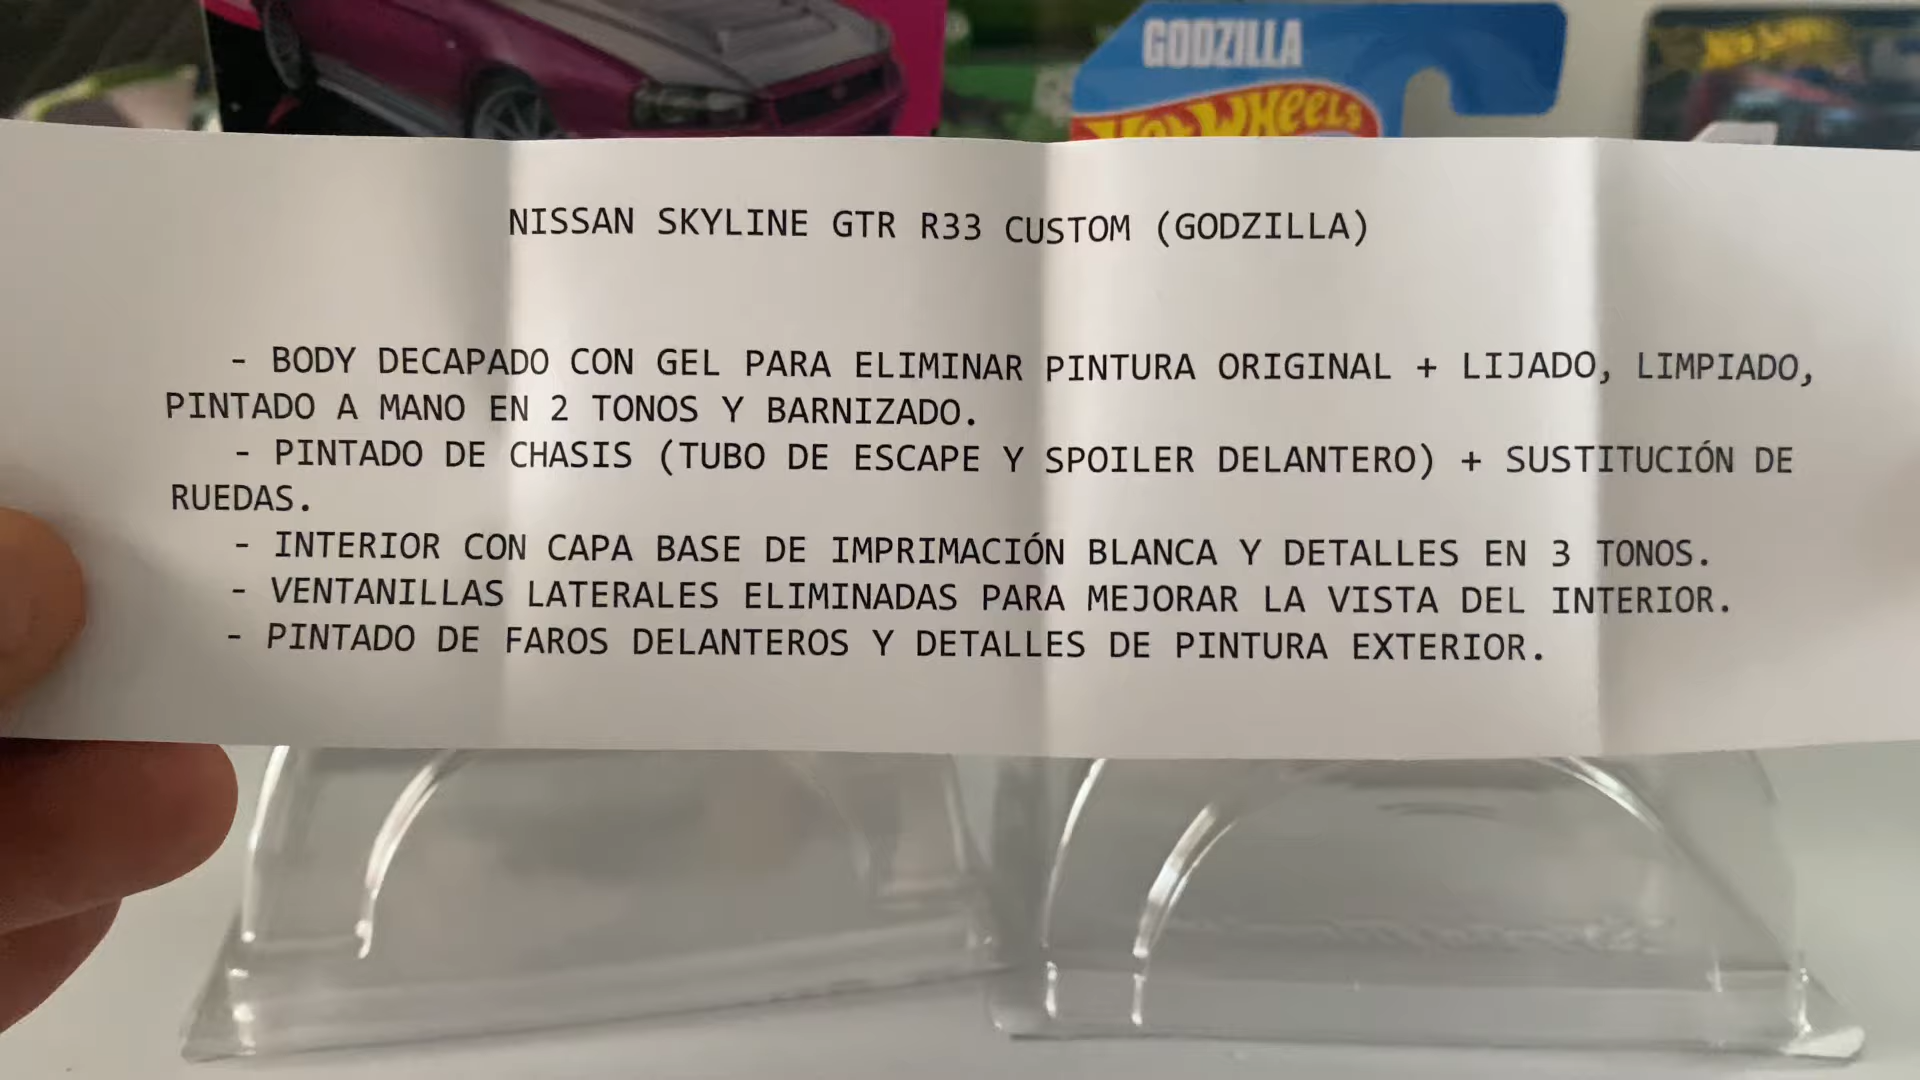 GODZILLA
Hot Wheels
Hot Wheels
NISSAN SKYLINE GTR R33 CUSTOM (GODZILLA)
- BODY DECAPADO CON GEL PARA ELIMINAR PINTURA ORIGINAL + LIJADO, LIMPIADO,
PINTADO A MANO EN 2 TONOS Y BARNIZADO.
- PINTADO DE CHASIS (TUBO DE ESCAPE Y SPOILER DELANTERO) + SUSTITUCIÓN DE
RUEDAS.
- INTERIOR CON CAPA BASE DE IMPRIMACIÓN BLANCA Y DETALLES EN 3 TONOS.
- VENTANILLAS LATERALES ELIMINADAS PARA MEJORAR LA VISTA DEL INTERIOR.
- PINTADO DE FAROS DELANTEROS Y DETALLES DE PINTURA EXTERIOR.